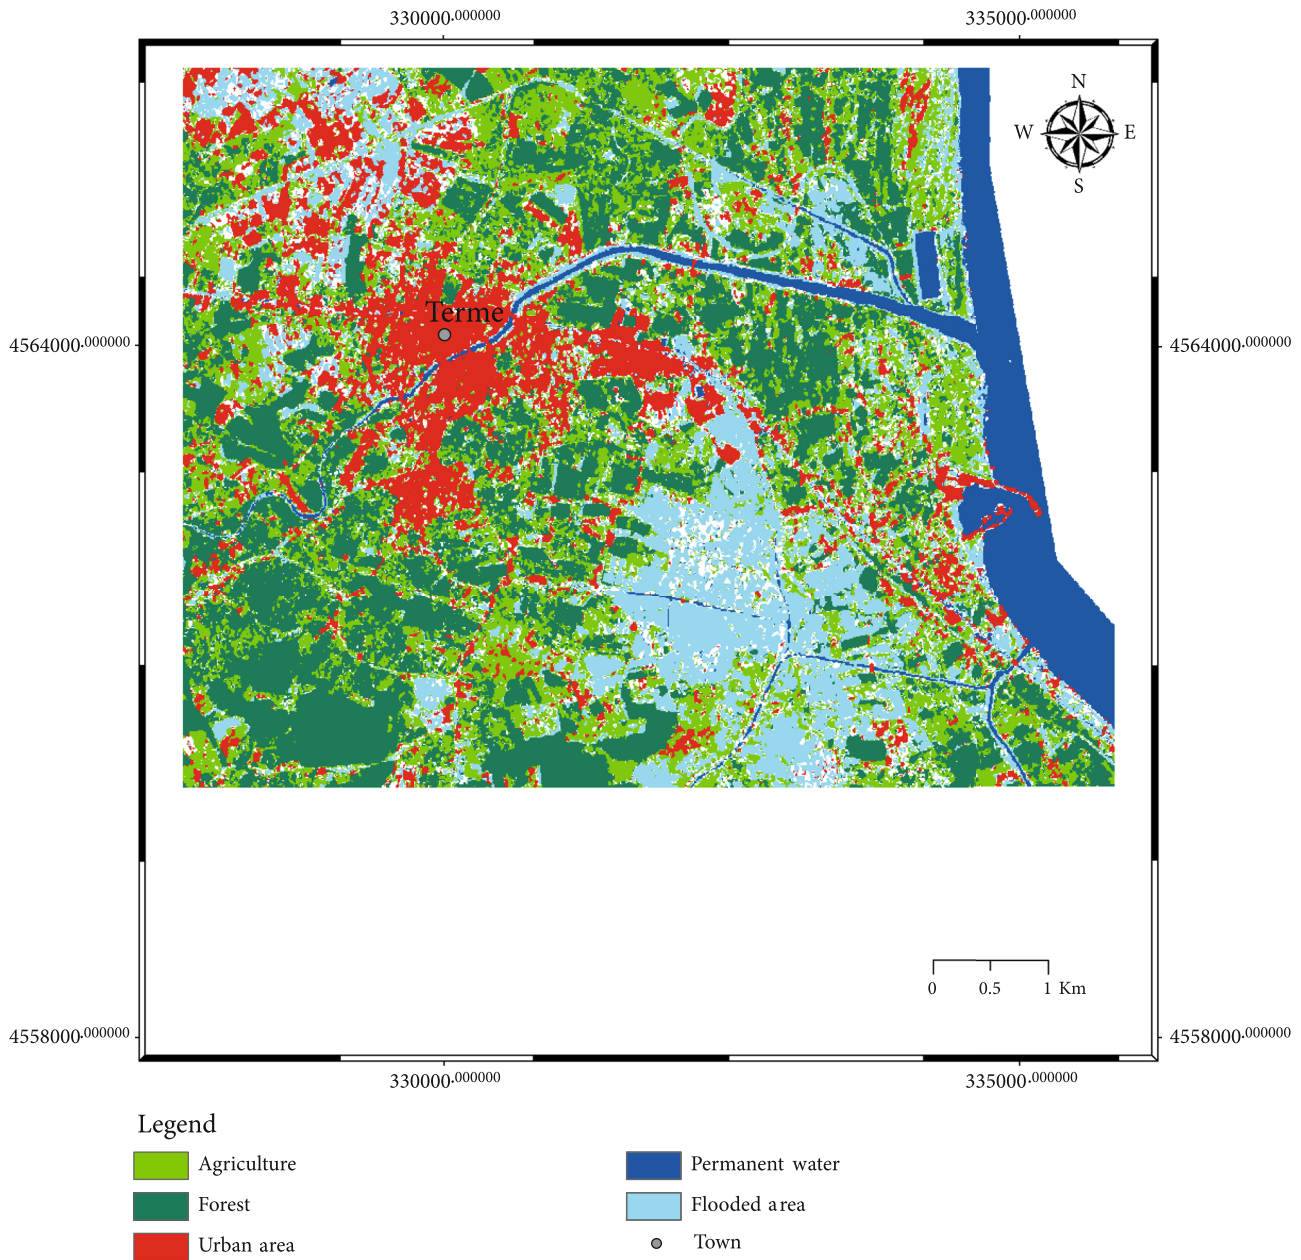 330000.000000 335000.000000
N
W E
S
Terme
4564000.000000 4564000.000000
0 0.5 1 Km
4558000.000000 4558000.000000
330000.000000 335000.000000
Legend
Agriculture
Forest
Urban area
Permanent water
Flooded area
Town